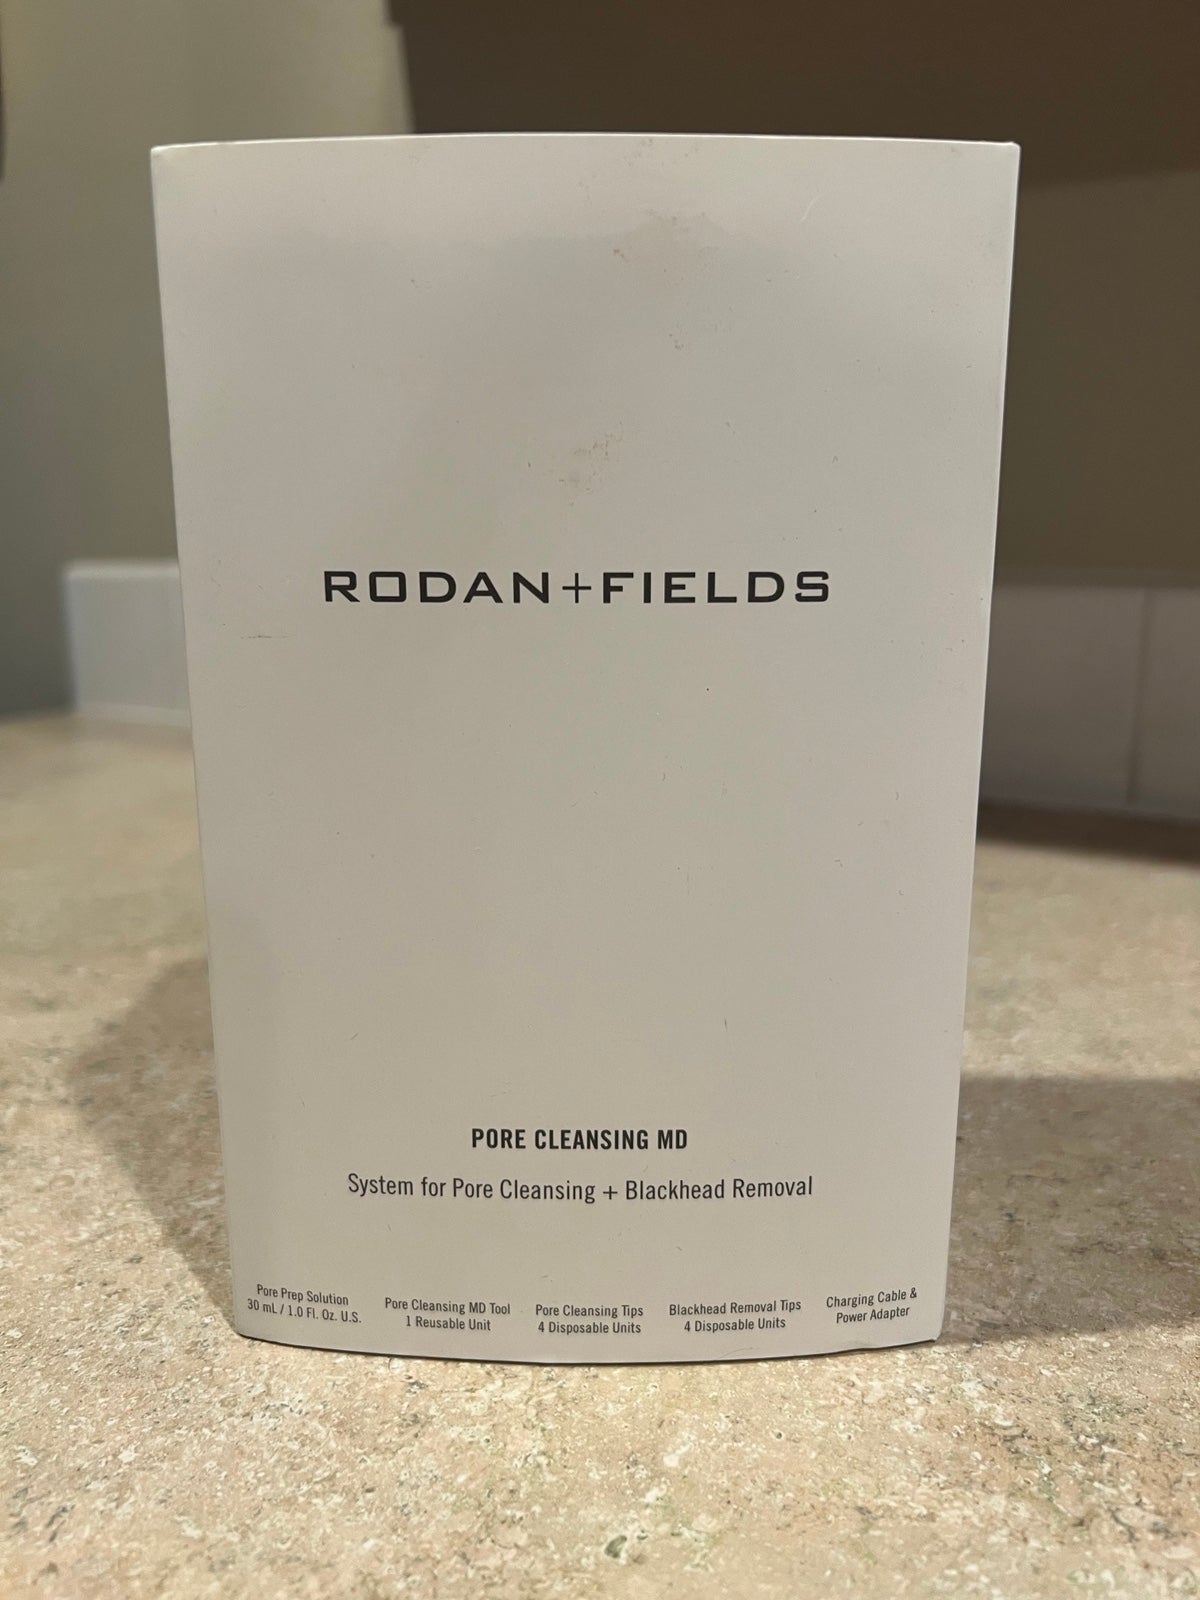 RODAN+FIELDS
PORE CLEANSING MD
System for Pore Cleansing + Blackhead Removal
Pore Prep Solution
30 mL / 1.0 Fl. Oz. U.S.
Pore Cleansing MD Tool
1 Reusable Unit
Pore Cleansing Tips
4 Disposable Units
Blackhead Removal Tips
4 Disposable Units
Charging Cable &
Power Adapter